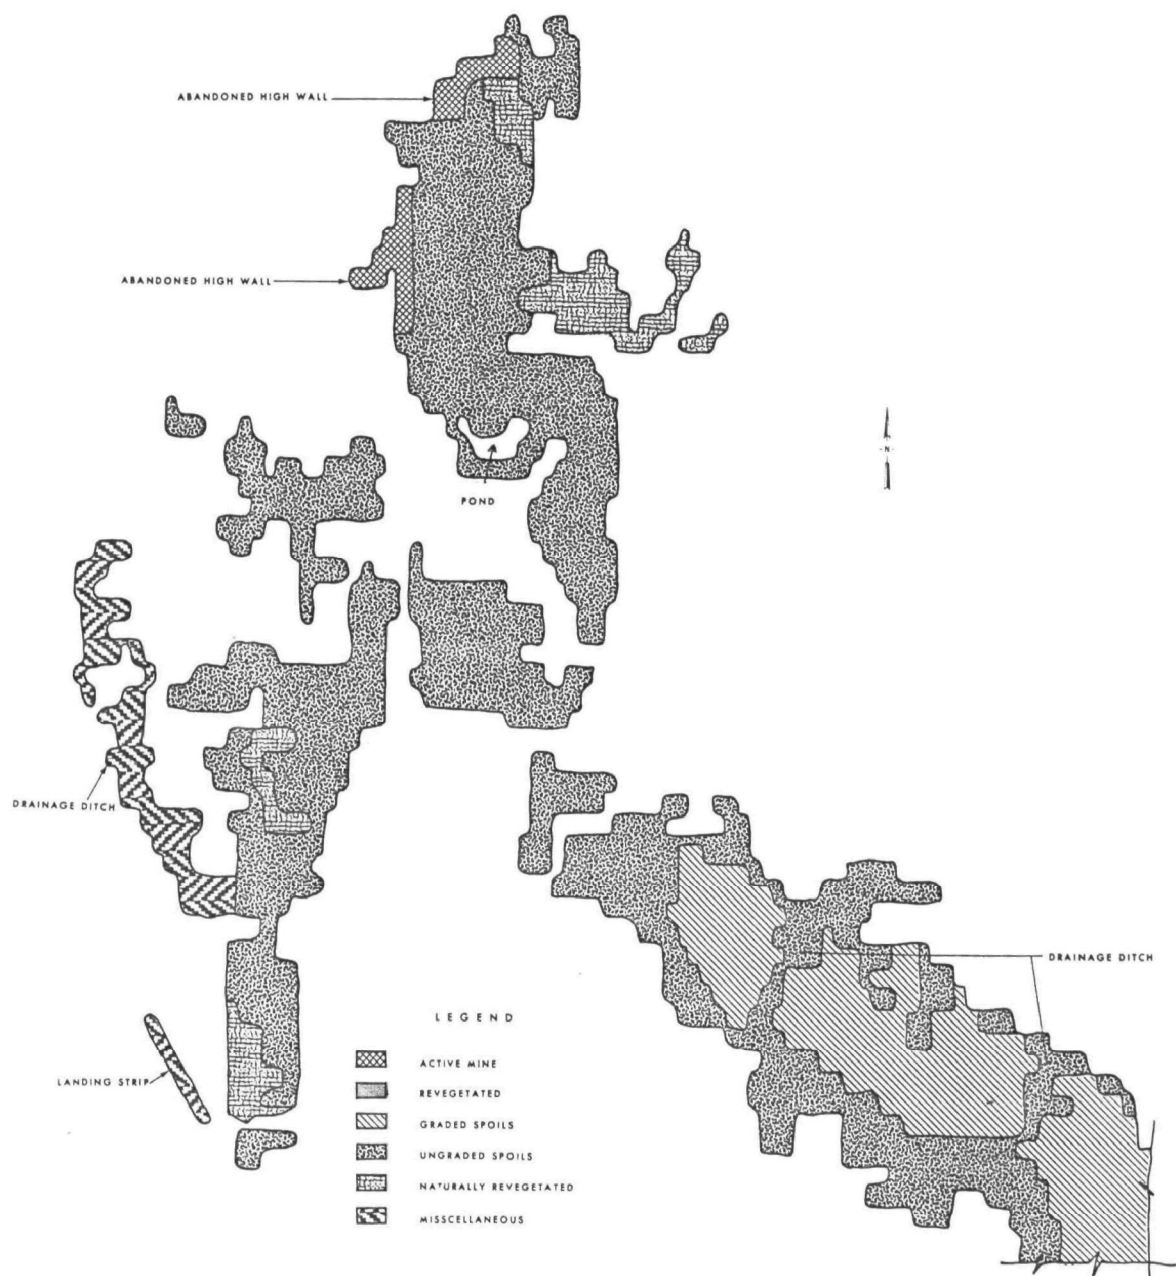 ABANDONED HIGH WALL
ABANDONED HIGH WALL
-N-
POND
DRAINAGE DITCH
DRAINAGE DITCH
LANDING STRIP
LEGEND
ACTIVE MINE
REVEGETATED
GRADED SPOILS
UNGRADED SPOILS
NATURALLY REVEGETATED
MISSCELLANEOUS